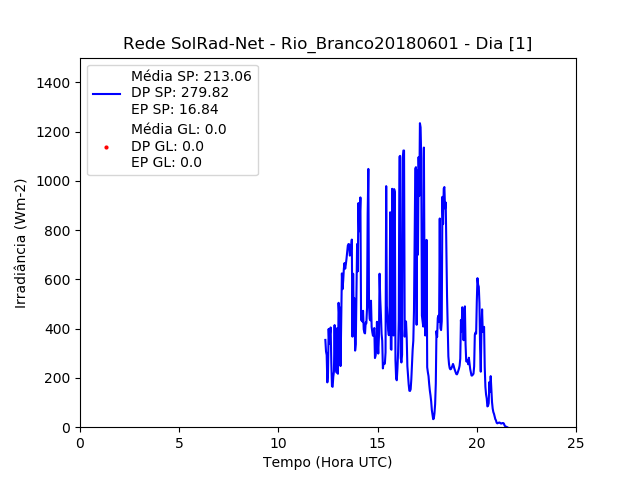 Rede SolRad-Net - Rio_Branco20180601 - Dia [1]
Média SP: 213.06
DP SP: 279.82
EP SP: 16.84
Média GL: 0.0
DP GL: 0.0
EP GL: 0.0
Irradiância (Wm-2)
1400
1200
1000
800
600
400
200
0
0 5 10 15 20 25
Tempo (Hora UTC)